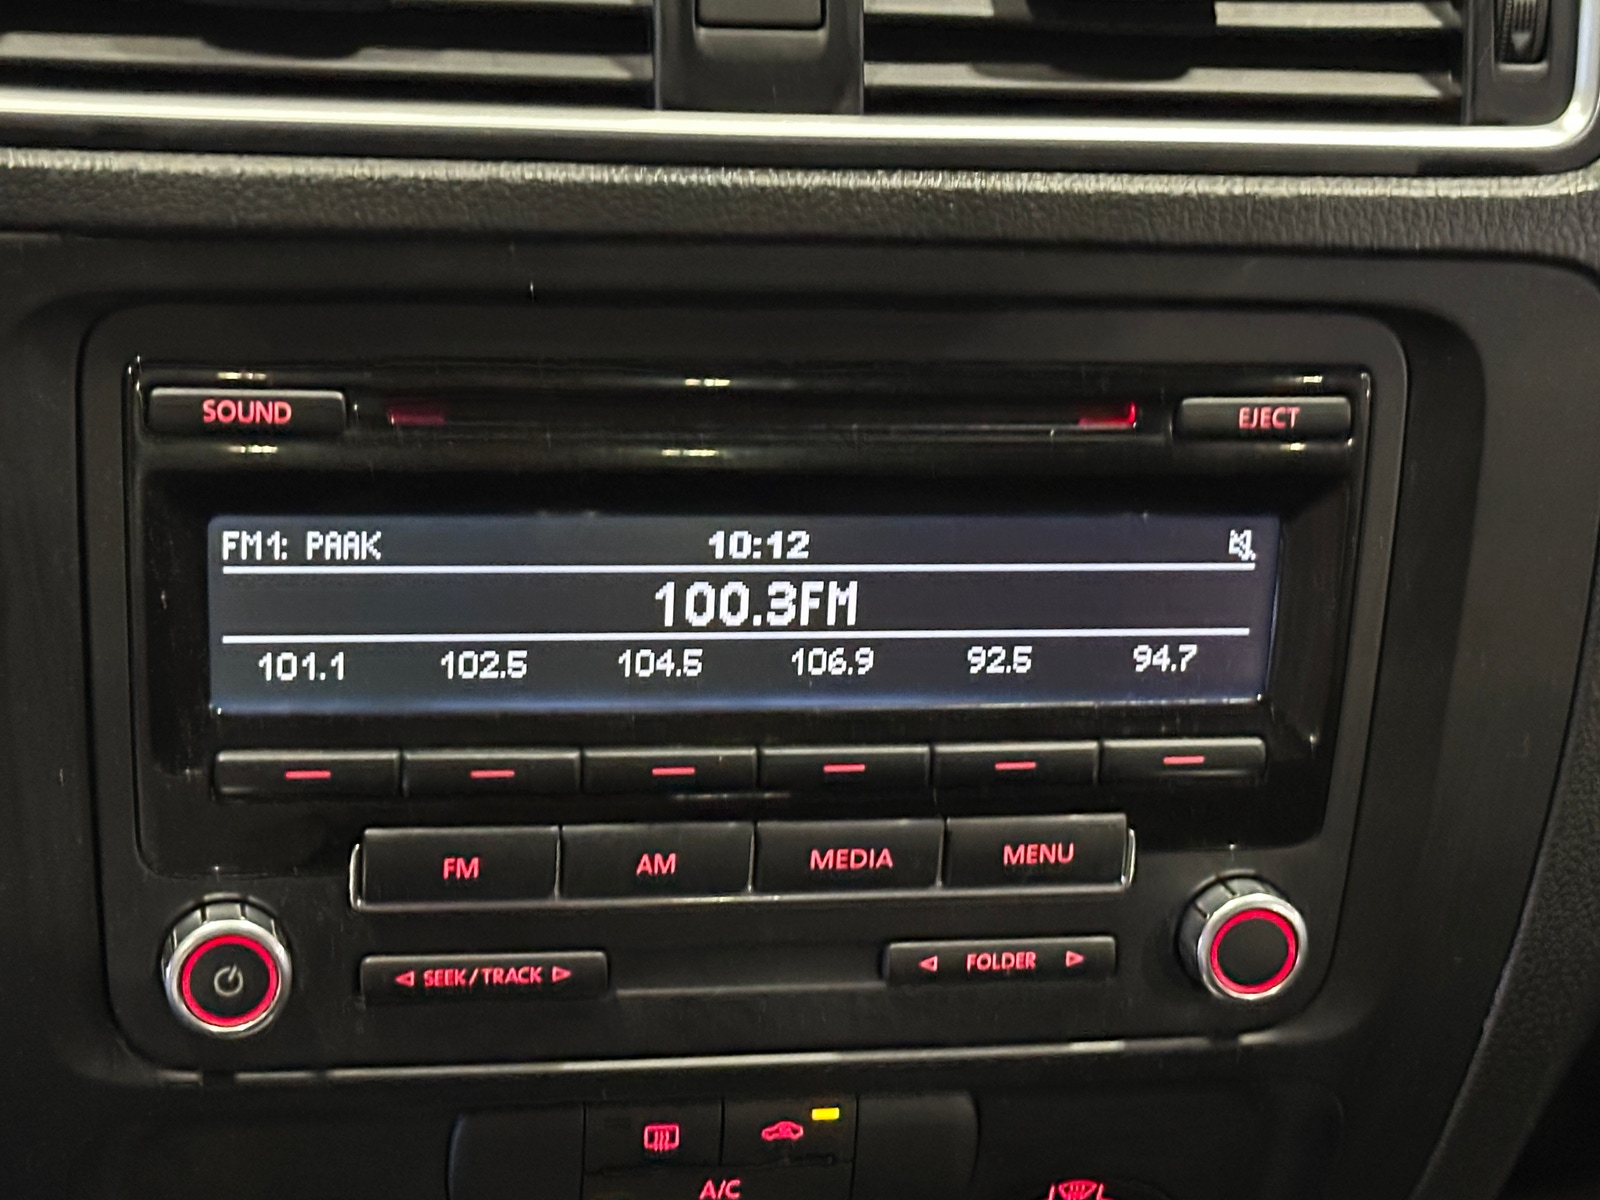 SOUND EJECT
FM1: PAAK 10:12
100.3FM
101.1 102.5 104.5 106.9 92.5 94.7
FM AM MEDIA MENU
SEEK/TRACK FOLDER
A/C